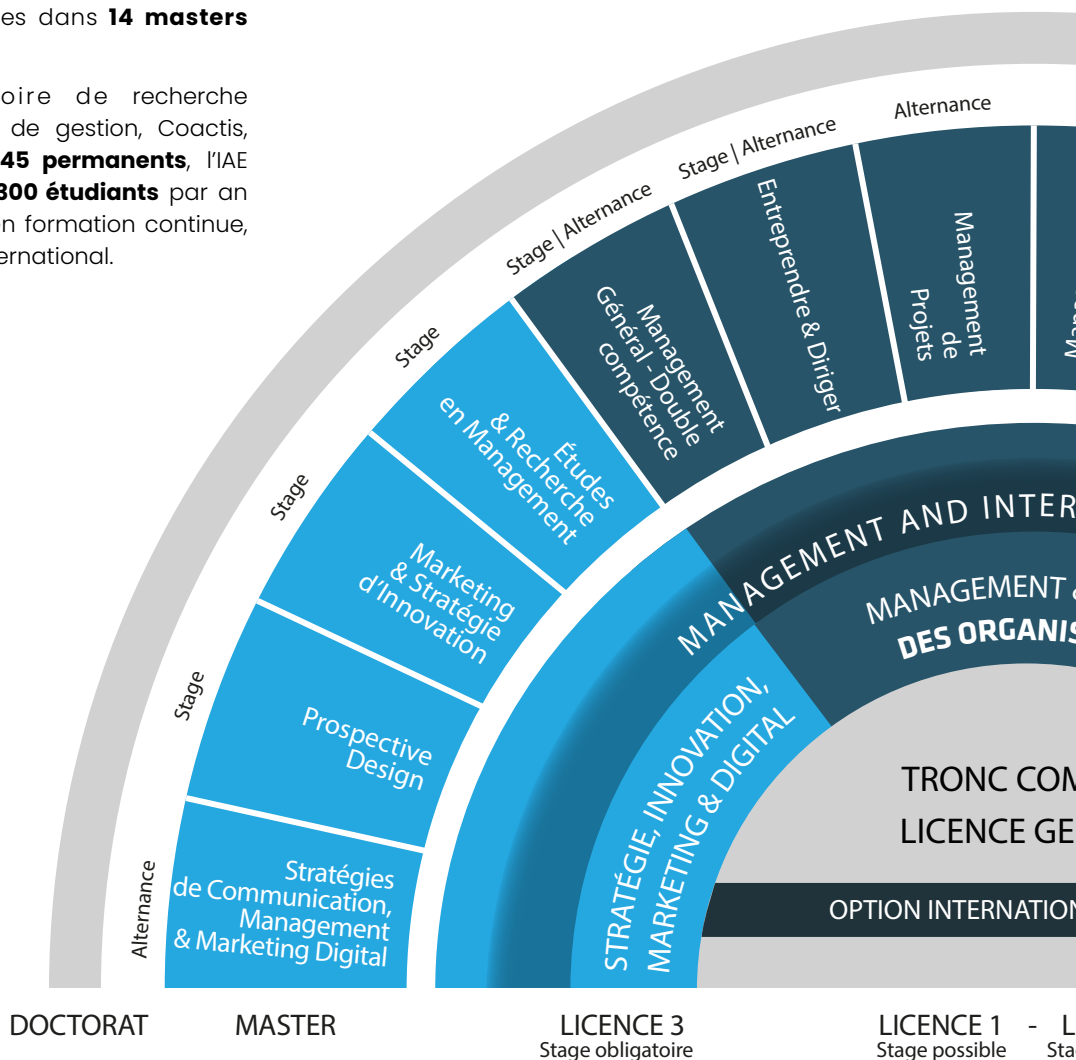 es dans 14 masters
oire de recherche
de gestion, Coactis,
45 permanents, l'IAE
300 étudiants par an
en formation continue,
ernational.
Alternance
Stage | Alternance
Stage | Alternance
Stage
Stage
Stage
Alternance
Management
de
Projets
Entreprendre & Diriger
Management
Général - Double
compétence
Études
& Recherche
en Management
Marketing
& Stratégie
d'Innovation
Prospective
Design
Stratégies
de Communication,
Management
& Marketing Digital
MANAGEMENT AND INTER
MANAGEMENT &
DES ORGANIS
STRATÉGIE, INNOVATION,
MARKETING & DIGITAL
TRONC COM
LICENCE GE
OPTION INTERNATION
DOCTORAT MASTER LICENCE 3 LICENCE 1 - L
Stage obligatoire Stage possible Sta